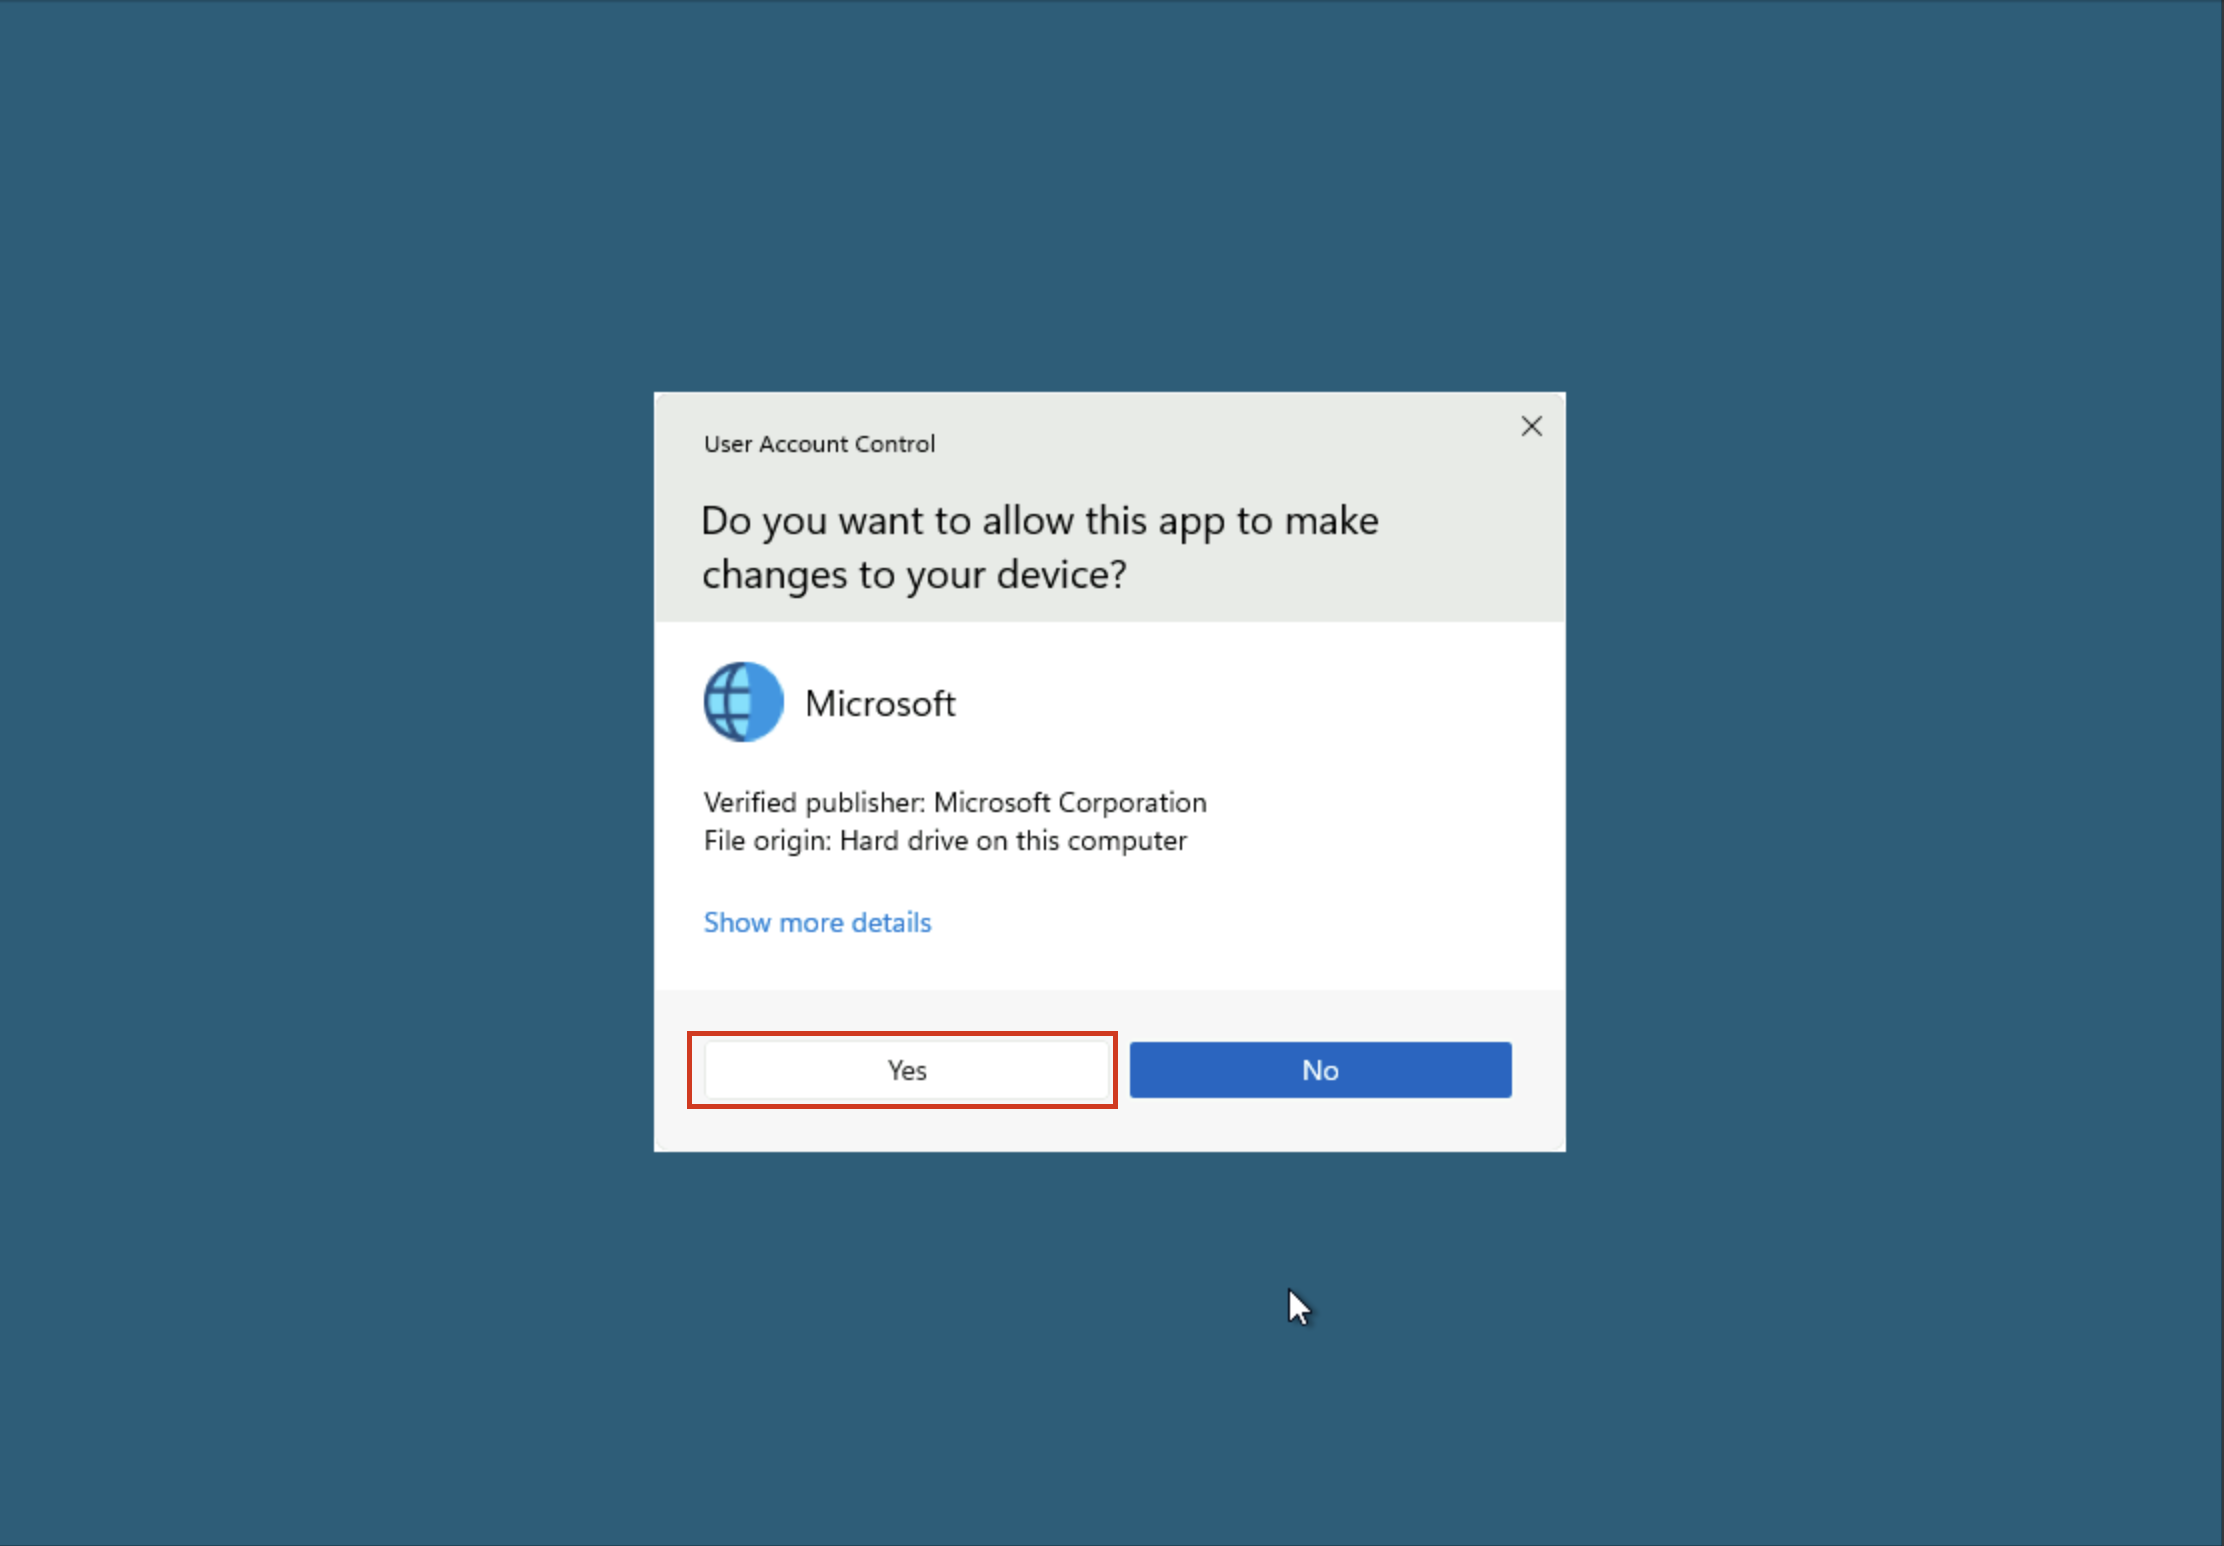 User Account Control
Do you want to allow this app to make
changes to your device?
Microsoft
Verified publisher: Microsoft Corporation
File origin: Hard drive on this computer
Show more details
Yes
No